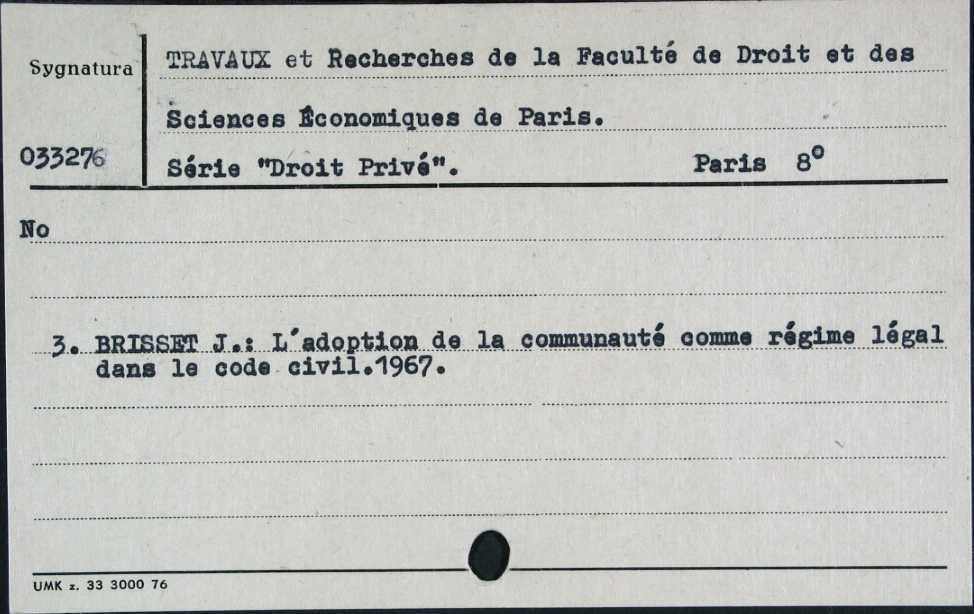 Sygnatura
TRAVAUX et Recherches de la Faculté de Droit et des
Sciences Économiques de Paris.
033276
Série "Droit Privé". Paris 8°
No
3. BRISSET J.: L'adoption de la communauté comme régime légal
dans le code civil.1967.
UMK z. 33 3000 76